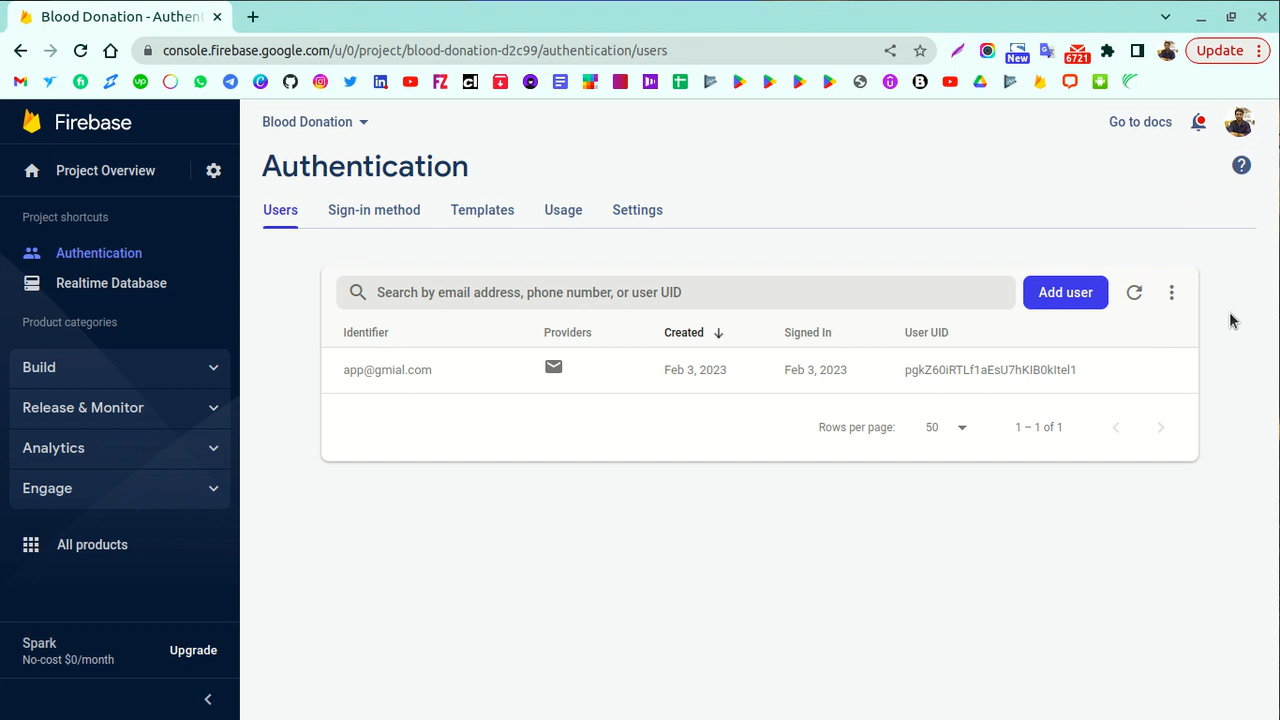 Blood Donation - Authent
console.firebase.google.com/u/0/project/blood-donation-d2c99/authentication/users
New
6721
Update
Firebase
Project Overview
Project shortcuts
Authentication
Realtime Database
Product categories
Build
Release & Monitor
Analytics
Engage
All products
Spark
No-cost $0/month
Upgrade
Blood Donation
Go to docs
Authentication
Users Sign-in method Templates Usage Settings
Search by email address, phone number, or user UID
Add user
Identifier Providers Created Signed In User UID
app@gmial.com Feb 3, 2023 Feb 3, 2023 pgkZ60iRTLf1aEsU7hKIB0kItel1
Rows per page: 50 1 – 1 of 1